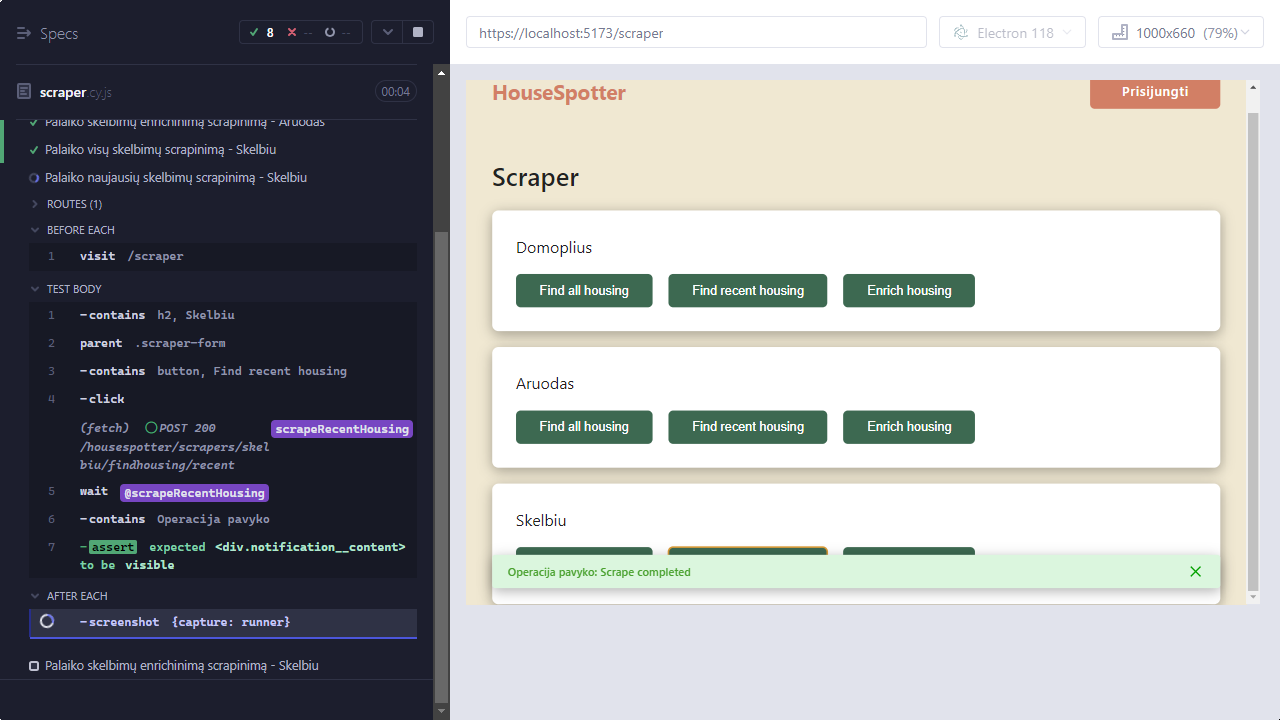 Specs
8
--
--
scraper.cy.js
00:04
Palaiko skelbimų enrichinimą scrapinimą - Aruodas
Palaiko visų skelbimų scrapinimą - Skelbiu
Palaiko naujausių skelbimų scrapinimą - Skelbiu
ROUTES (1)
BEFORE EACH
1 visit /scraper
TEST BODY
1 -contains h2, Skelbiu
2 parent .scraper-form
3 -contains button, Find recent housing
4 -click
(fetch) POST 200 scrapeRecentHousing
/housespotter/scrapers/skel
biu/findhousing/recent
5 wait @scrapeRecentHousing
6 -contains Operacija pavyko
7 -assert expected <div.notification__content>
to be visible
AFTER EACH
-screenshot {capture: runner}
Palaiko skelbimų enrichinimą scrapinimą - Skelbiu
https://localhost:5173/scraper
Electron 118
1000x660 (79%)
HouseSpotter
Prisijungti
Scraper
Domoplius
Find all housing
Find recent housing
Enrich housing
Aruodas
Find all housing
Find recent housing
Enrich housing
Skelbiu
Operacija pavyko: Scrape completed